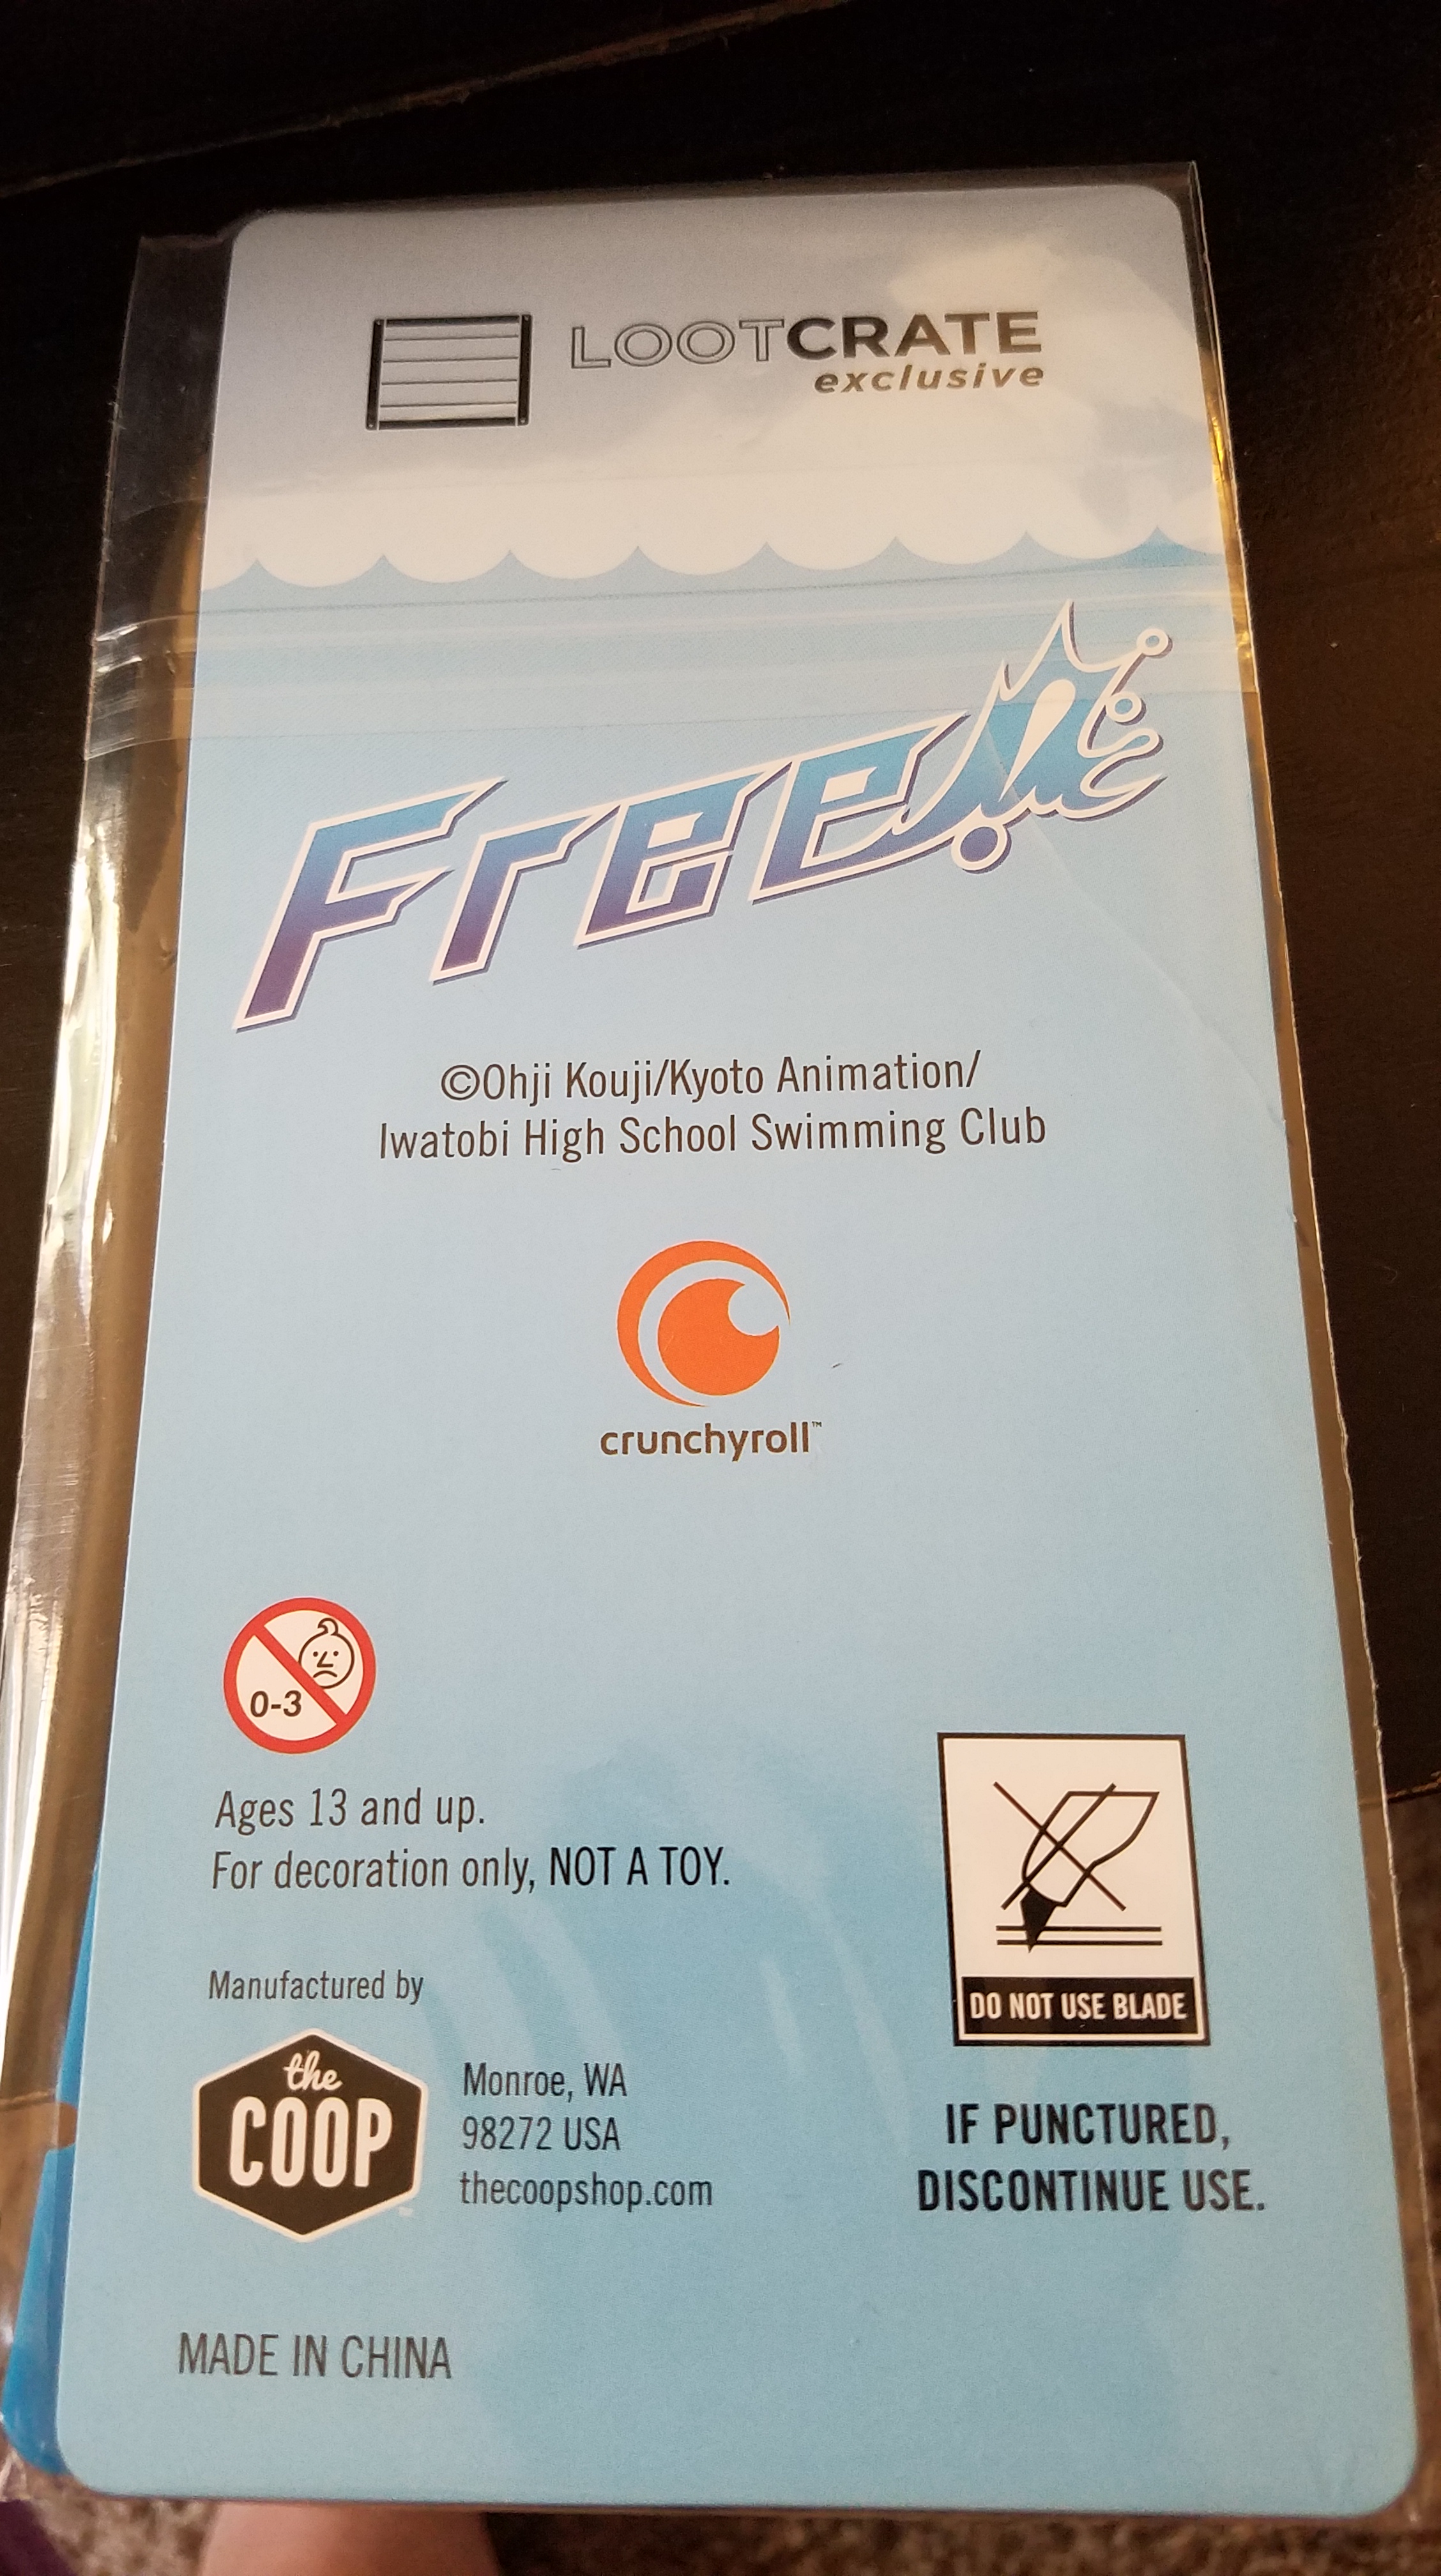 LOOTCRATE
exclusive
Free!
©Ohji Kouji/Kyoto Animation/
Iwatobi High School Swimming Club
crunchyroll™
0-3
Ages 13 and up.
For decoration only, NOT A TOY.
Manufactured by
the
COOP
Monroe, WA
98272 USA
thecoopshop.com
DO NOT USE BLADE
IF PUNCTURED,
DISCONTINUE USE.
MADE IN CHINA